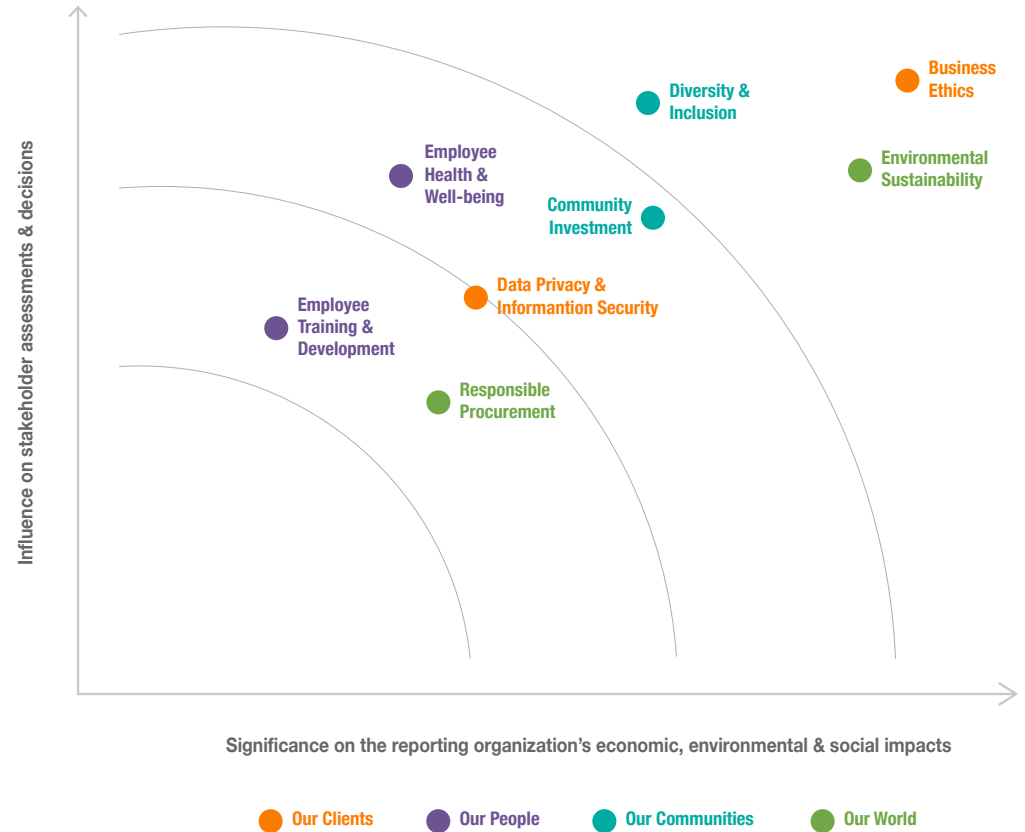 Business
Ethics
Diversity &
Inclusion
Environmental
Sustainability
Employee
Health &
Well-being
Community
Investment
Data Privacy &
Informantion Security
Employee
Training &
Development
Responsible
Procurement
Influence on stakeholder assessments & decisions
Significance on the reporting organization’s economic, environmental & social impacts
Our Clients
Our People
Our Communities
Our World